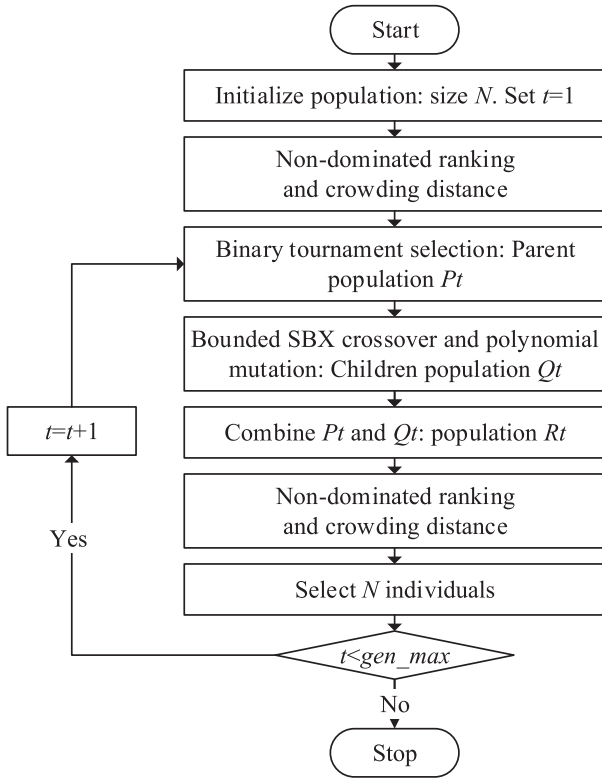 Start
Initialize population: size N. Set t=1
Non-dominated ranking
and crowding distance
Binary tournament selection: Parent
population Pt
Bounded SBX crossover and polynomial
mutation: Children population Qt
t=t+1
Combine Pt and Qt: population Rt
Non-dominated ranking
and crowding distance
Yes
Select N individuals
t<gen_max
No
Stop